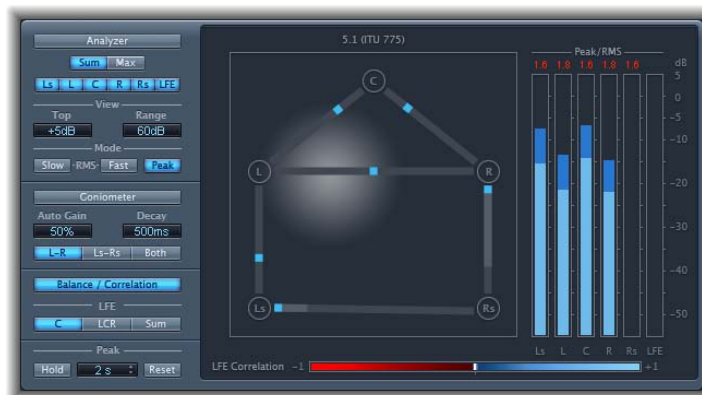 Analyzer
Sum Max
Ls L C R Rs LFE
View
Top Range
+5dB 60dB
Mode
Slow RMS Fast Peak
Goniometer
Auto Gain Decay
50% 500ms
L-R Ls-Rs Both
Balance / Correlation
LFE
C LCR Sum
Peak
Hold 2 s Reset
5.1 (ITU 775)
C
L R
Ls Rs
LFE Correlation -1 +1
Peak/RMS
1.6 1.8 1.6 1.8 1.6 dB
5
0
-5
-10
-20
-30
-40
-50
Ls L C R Rs LFE